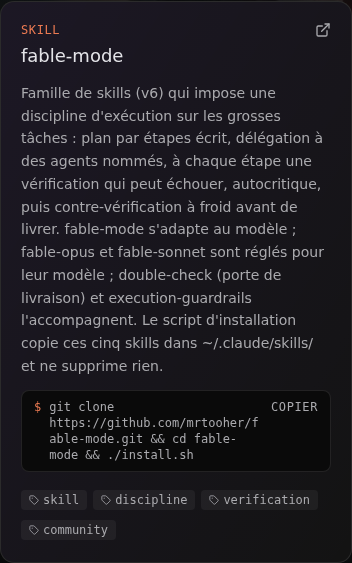 SKILL
fable-mode
Famille de skills (v6) qui impose une
discipline d'exécution sur les grosses
tâches : plan par étapes écrit, délégation à
des agents nommés, à chaque étape une
vérification qui peut échouer, autocritique,
puis contre-vérification à froid avant de
livrer. fable-mode s'adapte au modèle ;
fable-opus et fable-sonnet sont réglés pour
leur modèle ; double-check (porte de
livraison) et execution-guardrails
l'accompagnent. Le script d'installation
copie ces cinq skills dans ~/.claude/skills/
et ne supprime rien.
$ git clone COPIER
https://github.com/mrtooher/f
able-mode.git && cd fable-
mode && ./install.sh
skill discipline verification
community